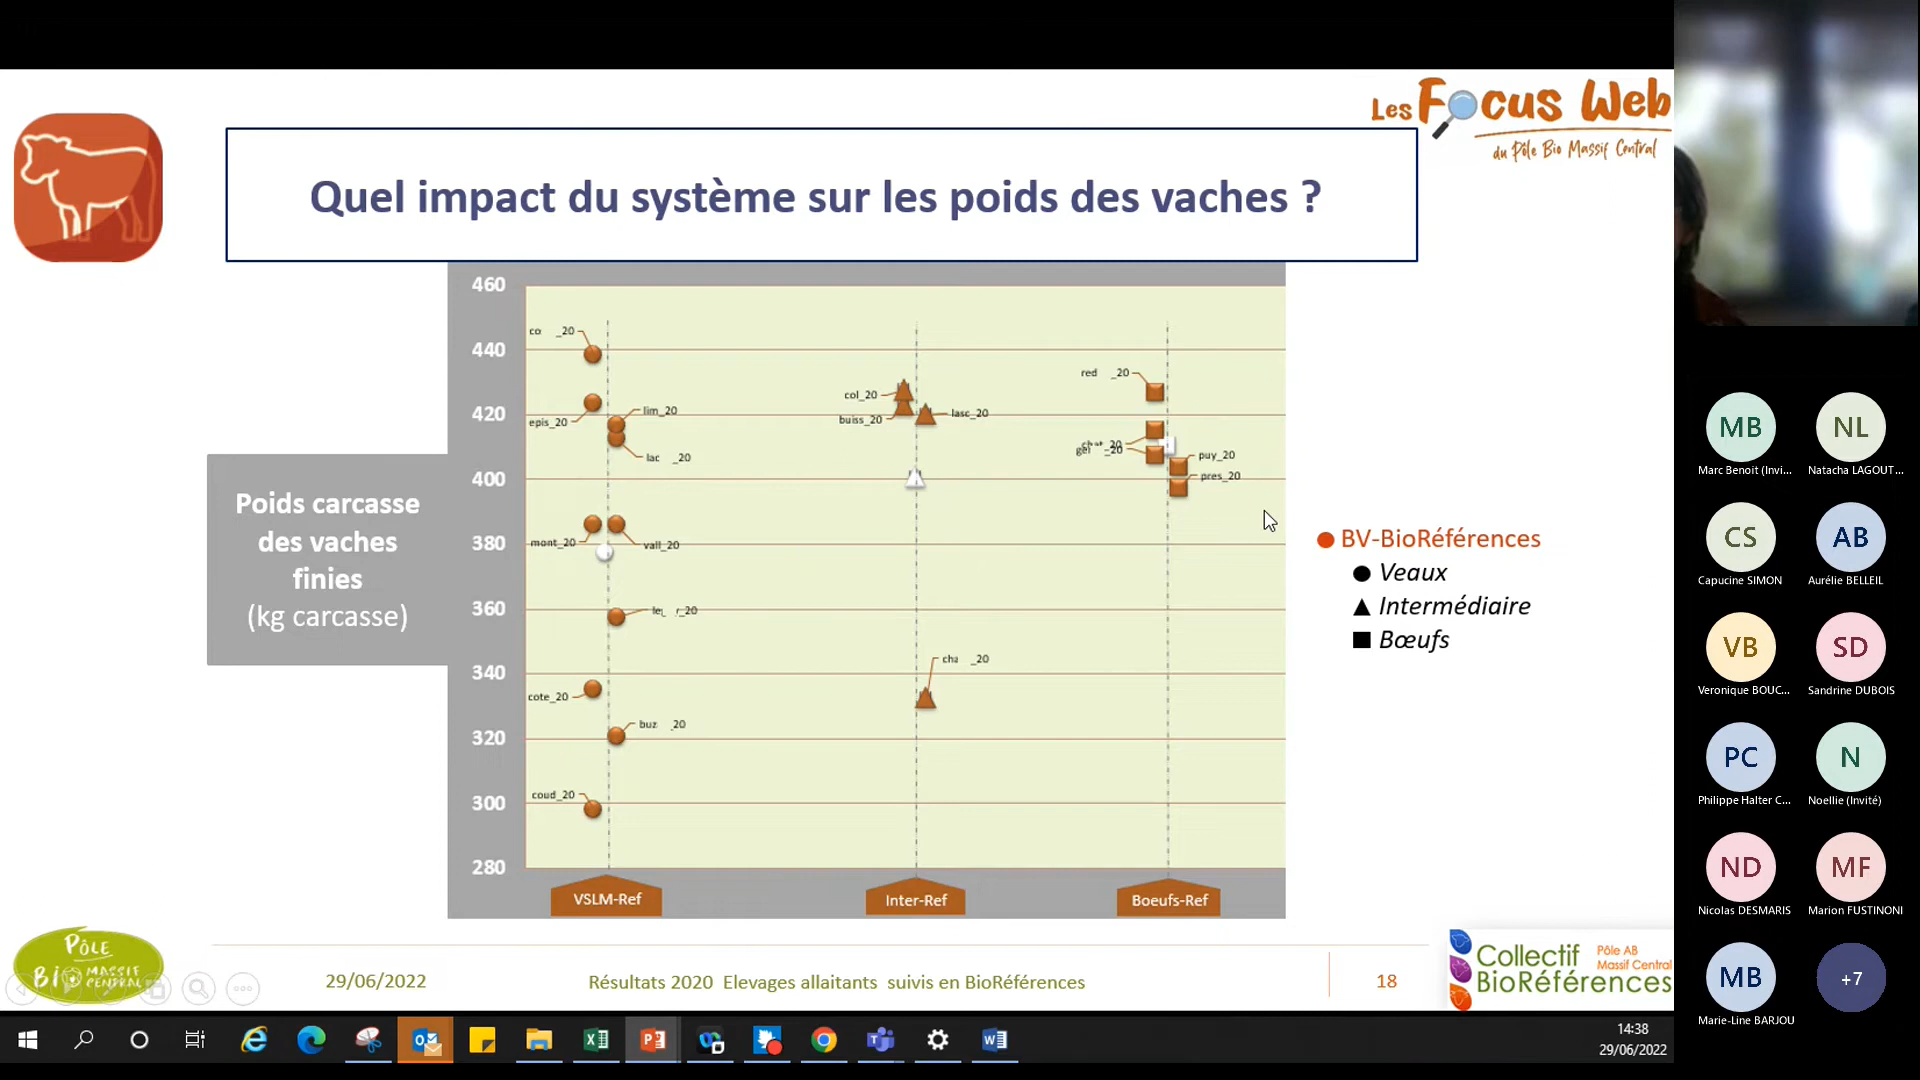 Les Focus Web
du Pôle Bio Massif Central
Quel impact du système sur les poids des vaches ?
460
440
420
400
380
360
340
320
300
280
co _20
epis_20
lim_20
lac _20
mont_20
vall_20
_20
cote_20
buz _20
coud_20
col_20
buiss_20
lasc_20
cha _20
red _20
_20
_20
puy_20
pres_20
Poids carcasse
des vaches
finies
(kg carcasse)
BV-BioRéférences
Veaux
Intermédiaire
Bœufs
VSLM-Ref
Inter-Ref
Boeufs-Ref
PÔLE
BIO MASSIF
CENTRAL
29/06/2022
Résultats 2020 Elevages allaitants suivis en BioRéférences
18
Collectif
BioRéférences
Pôle AB
Massif Central
MB
Marc Benoit (Invi...
NL
Natacha LAGOUT...
CS
Capucine SIMON
AB
Aurélie BELLEIL
VB
Veronique BOUC...
SD
Sandrine DUBOIS
PC
Philippe Halter C...
N
Noellie (Invité)
ND
Nicolas DESMARIS
MF
Marion FUSTINONI
MB
Marie-Line BARJOU
+7
14:38
29/06/2022